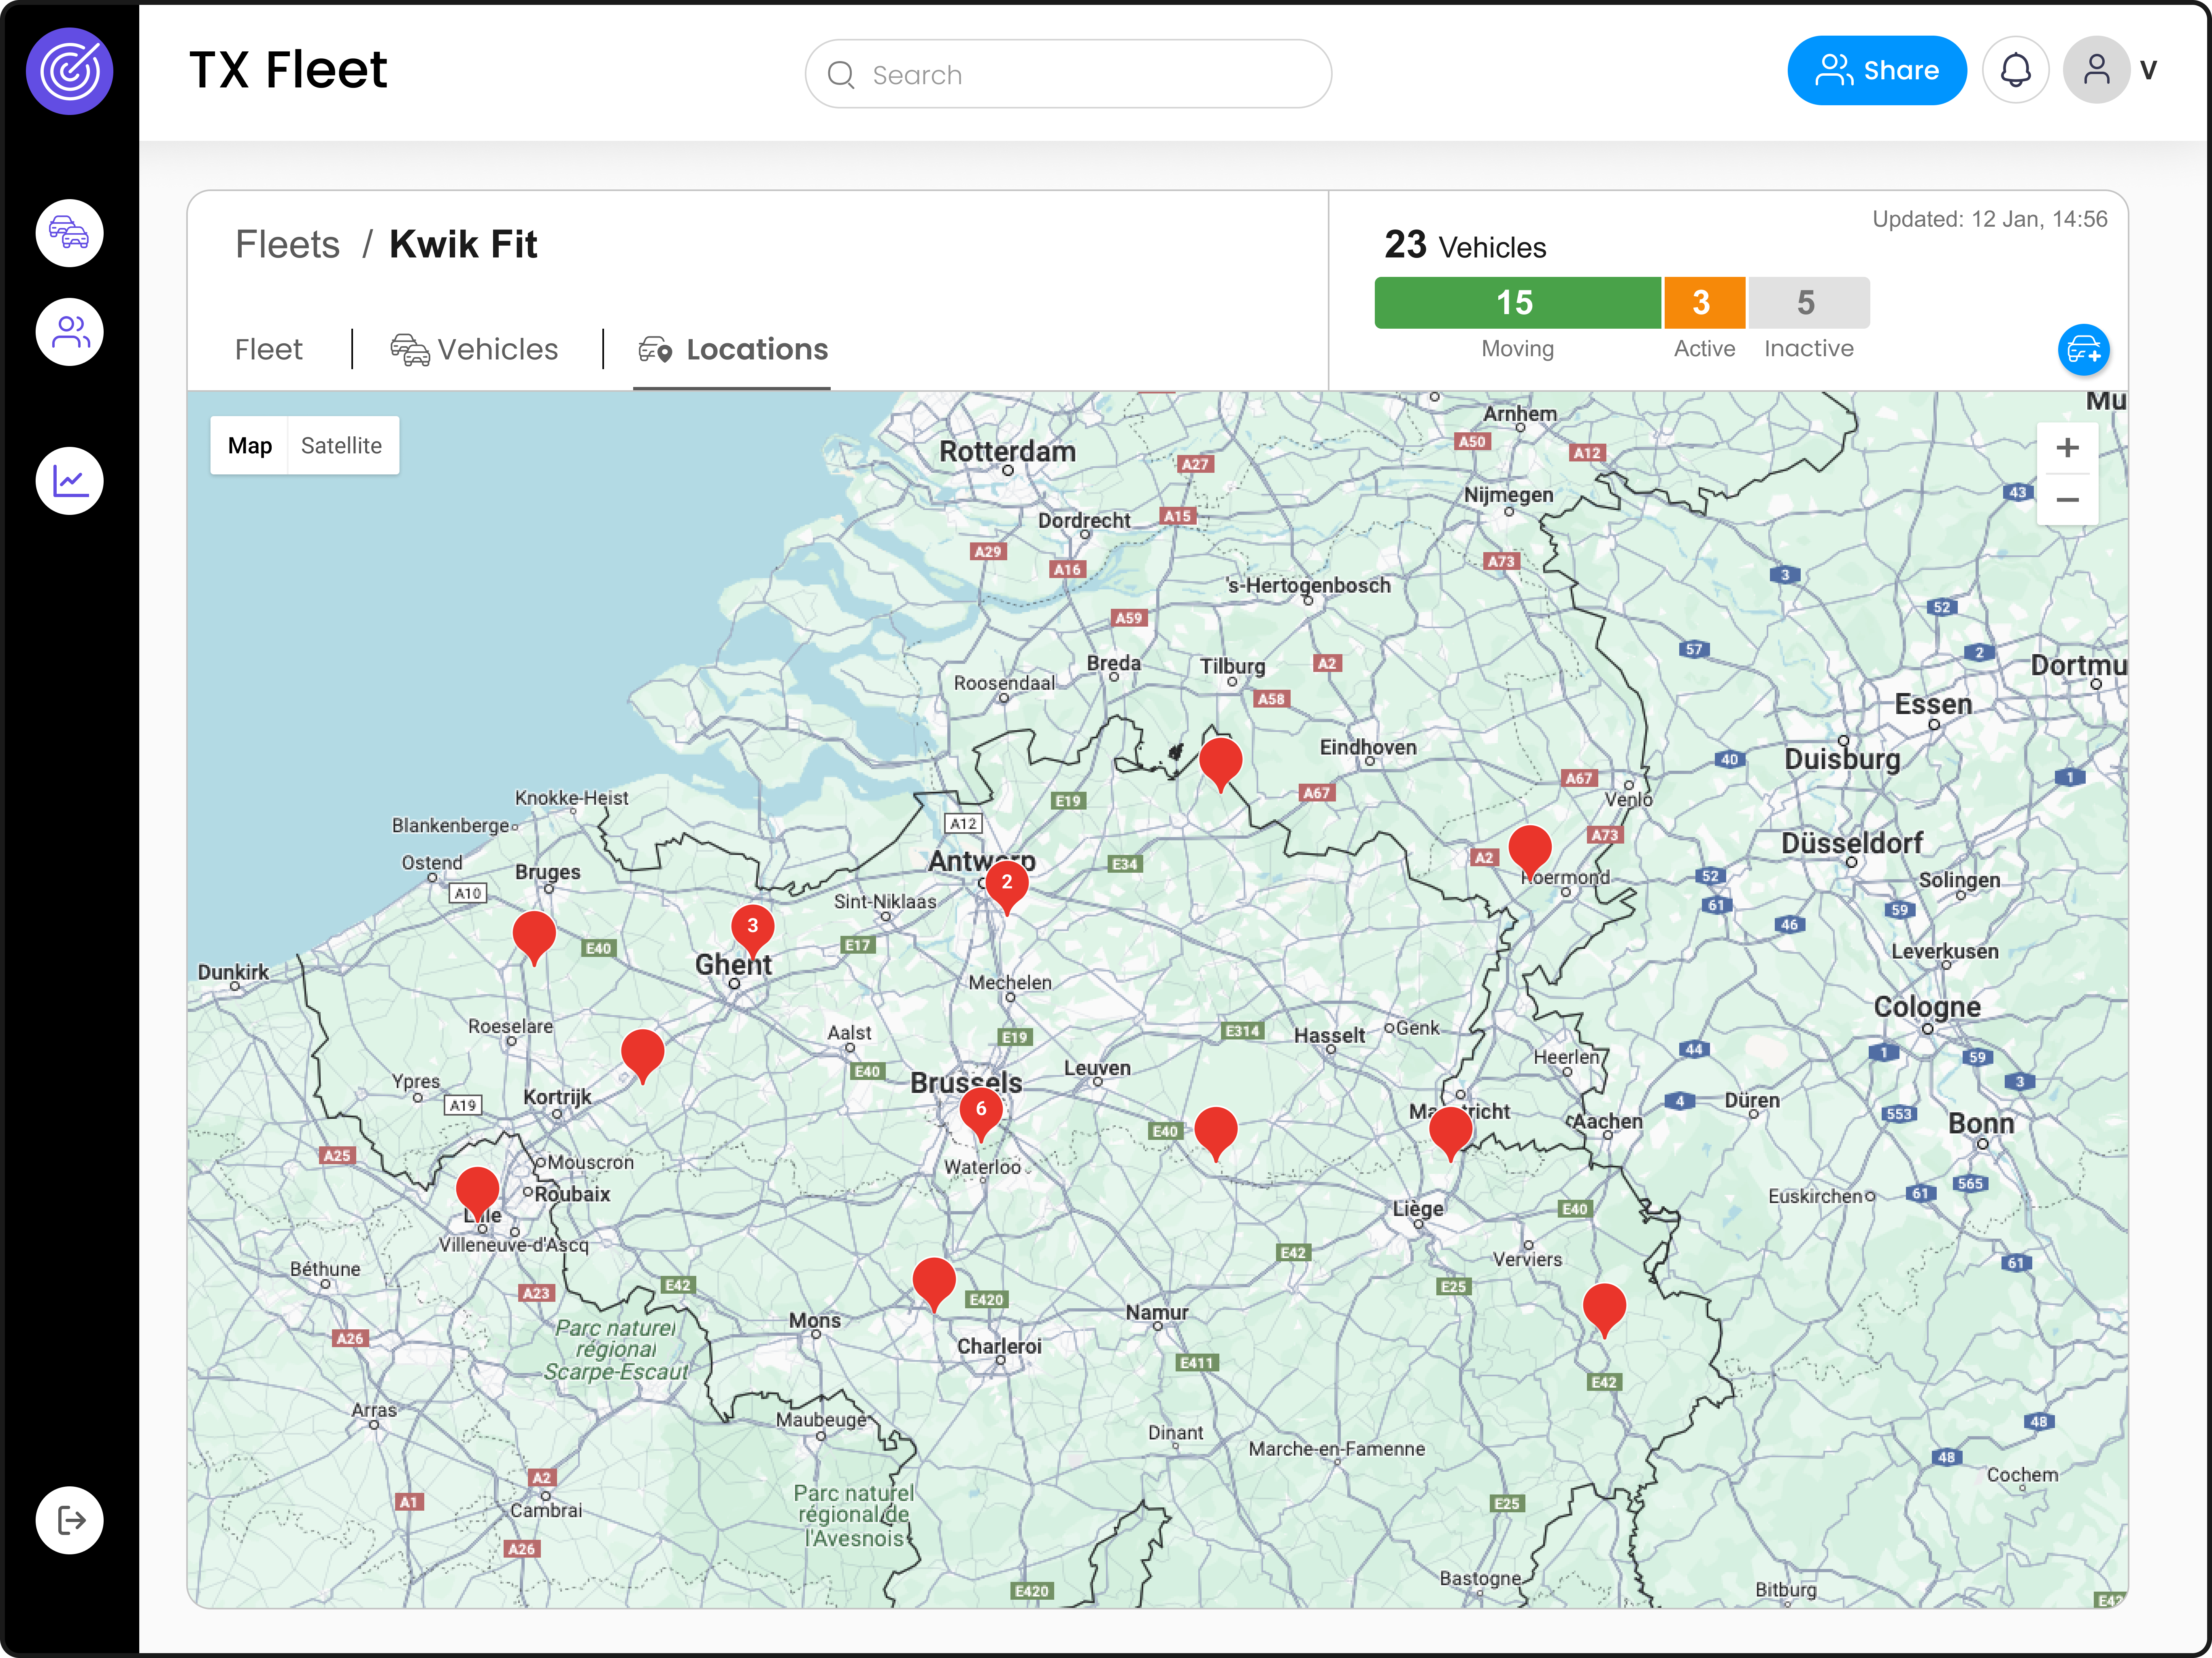 TX Fleet
Search
Share
V
Fleets / Kwik Fit
Updated: 12 Jan, 14:56
23 Vehicles
15
3
5
Moving
Active
Inactive
Fleet
Vehicles
Locations
Map
Satellite
+
−
Mu
Arnhem
Rotterdam
A50
A12
A27
Nijmegen
43
Dordrecht
A15
A29
A16
A73
3
's-Hertogenbosch
52
A59
57
2
Breda
Tilburg
A2
Dortmu
Roosendaal
A58
Essen
Eindhoven
40
Duisburg
1
A67
A67
Knokke-Heist
E19
Venlo
Blankenberge
A12
A73
Düsseldorf
Ostend
Antwerp
E34
A2
Bruges
2
Roermond
52
Solingen
A10
Sint-Niklaas
61
59
3
46
E40
E17
Leverkusen
Ghent
Dunkirk
Mechelen
Cologne
Roeselare
Aalst
E19
E314
Hasselt
Genk
44
1
59
Heerlen
E40
Leuven
3
Ypres
Brussels
A19
Kortrijk
6
4
Düren
553
Aachen
Bonn
A25
E40
Mouscron
Waterloo
Roubaix
Euskirchen
61
565
Liège
E40
Villeneuve-d'Ascq
E42
Verviers
61
Béthune
E42
E25
A23
E420
Namur
Mons
Parc naturel
régional
Scarpe-Escaut
A26
Charleroi
E411
E42
Arras
Maubeuge
48
Dinant
Marche-en-Famenne
48
A2
Cochem
Parc naturel
régional de
l'Avesnois
A1
Cambrai
E25
A26
Bastogne
E420
Bitburg
E42